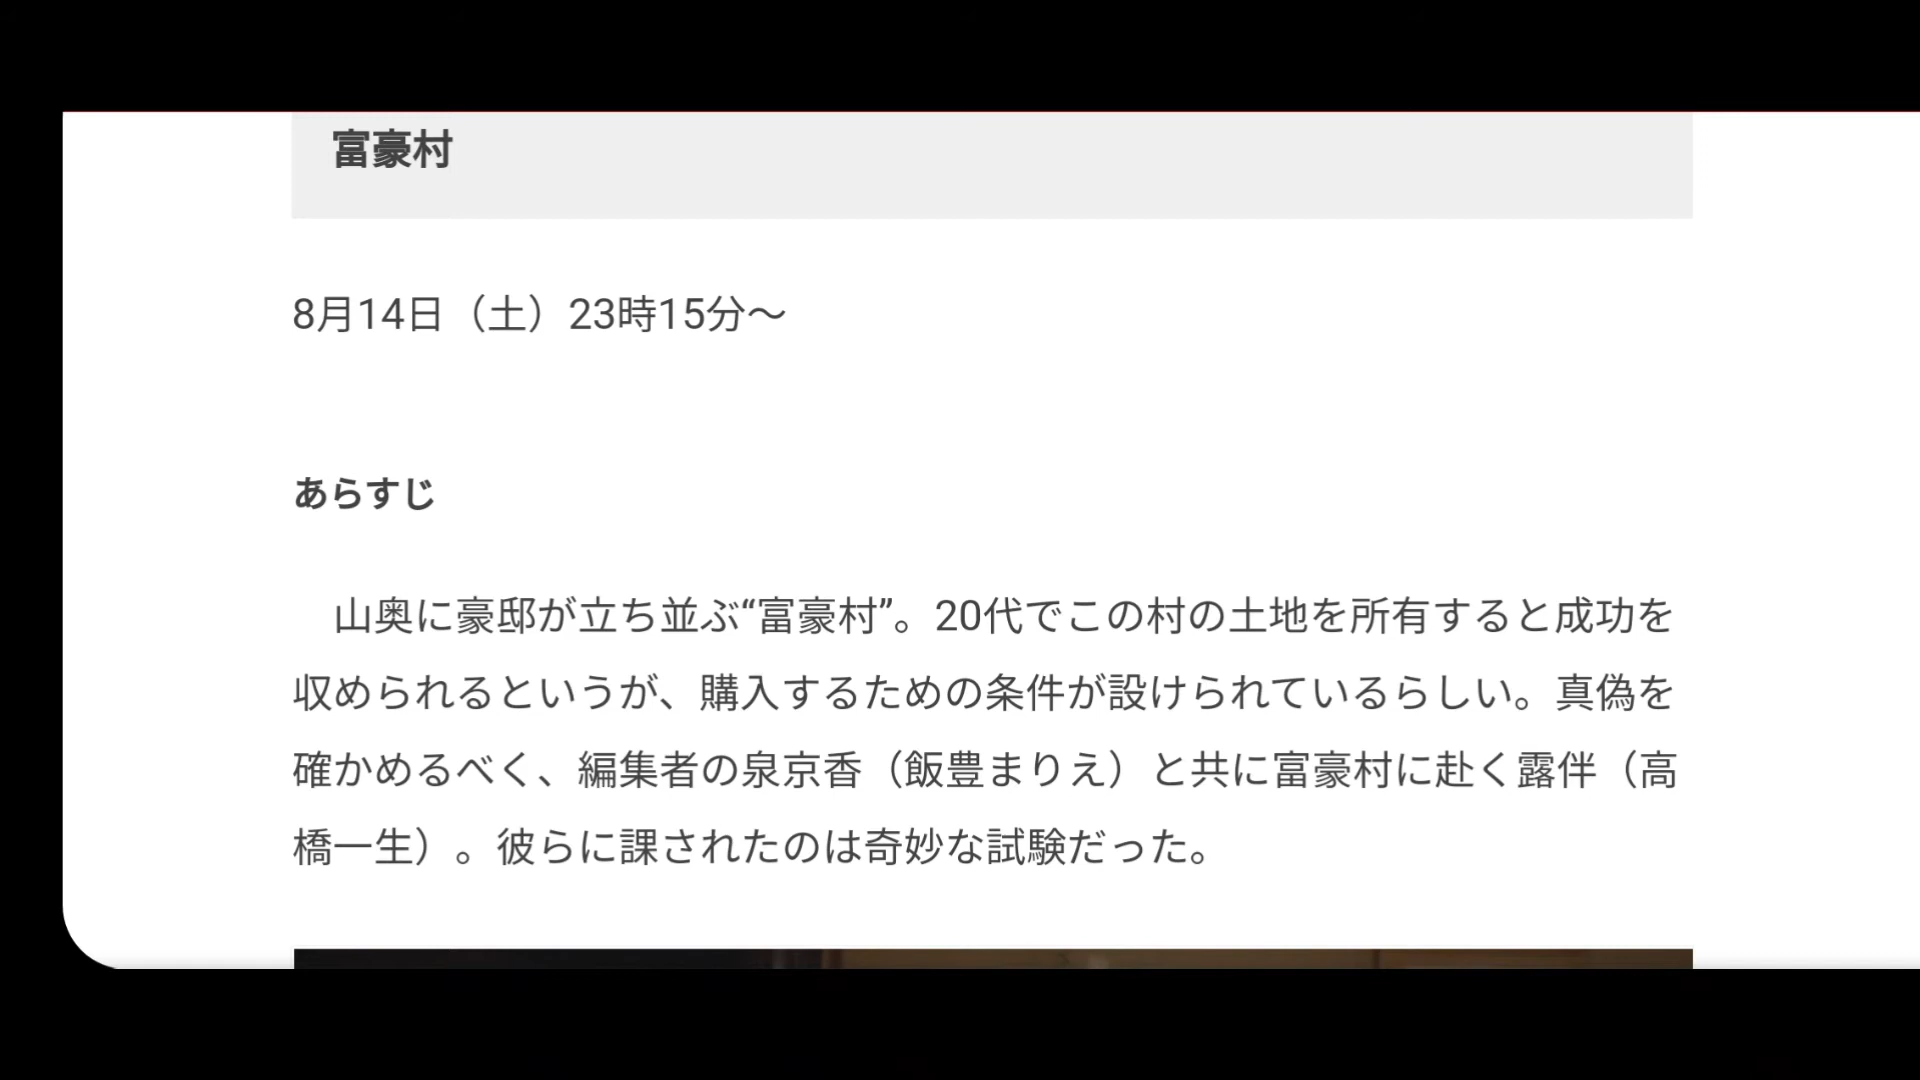 富豪村
8月14日（土）23時15分～
あらすじ
　山奥に豪邸が立ち並ぶ“富豪村”。20代でこの村の土地を所有すると成功を
収められるというが、購入するための条件が設けられているらしい。真偽を
確かめるべく、編集者の泉京香（飯豊まりえ）と共に富豪村に赴く露伴（高
橋一生）。彼らに課されたのは奇妙な試験だった。